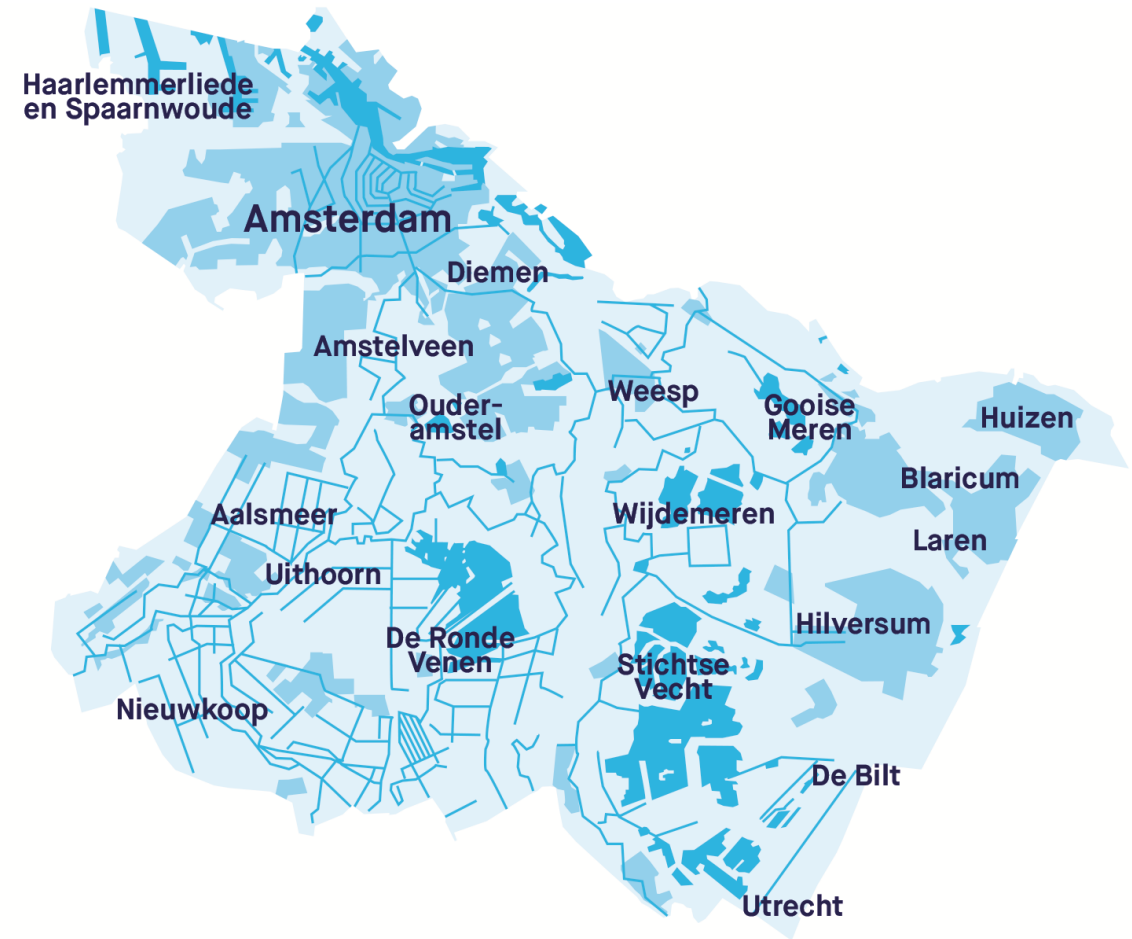 Haarlemmerliede
en Spaarnwoude
Amsterdam
Diemen
Amstelveen
Weesp
Ouder-
amstel
Gooise
Meren
Huizen
Blaricum
Aalsmeer
Wijdemeren
Laren
Uithoorn
Hilversum
De Ronde
Venen
Stichtse
Vecht
Nieuwkoop
De Bilt
Utrecht